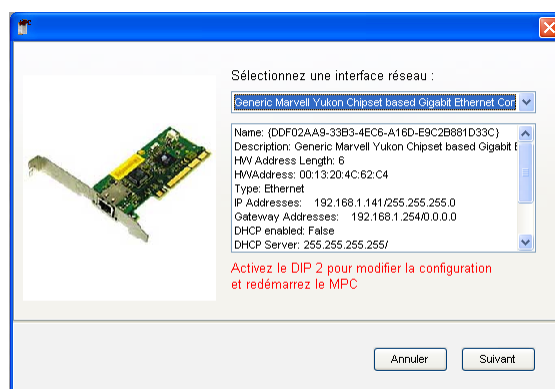 Sélectionnez une interface réseau :
Generic Marvell Yukon Chipset based Gigabit Ethernet Cor
Name: {DDF02AA9-33B3-4EC6-A16D-E9C2B881D33C}
Description: Generic Marvell Yukon Chipset based Gigabit E
HW Address Length: 6
HWAddress: 00:13:20:4C:62:C4
Type: Ethernet
IP Addresses: 192.168.1.141/255.255.255.0
Gateway Addresses: 192.168.1.254/0.0.0.0
DHCP enabled: False
DHCP Server: 255.255.255.255/
Activez le DIP 2 pour modifier la configuration
et redémarrez le MPC
Annuler
Suivant